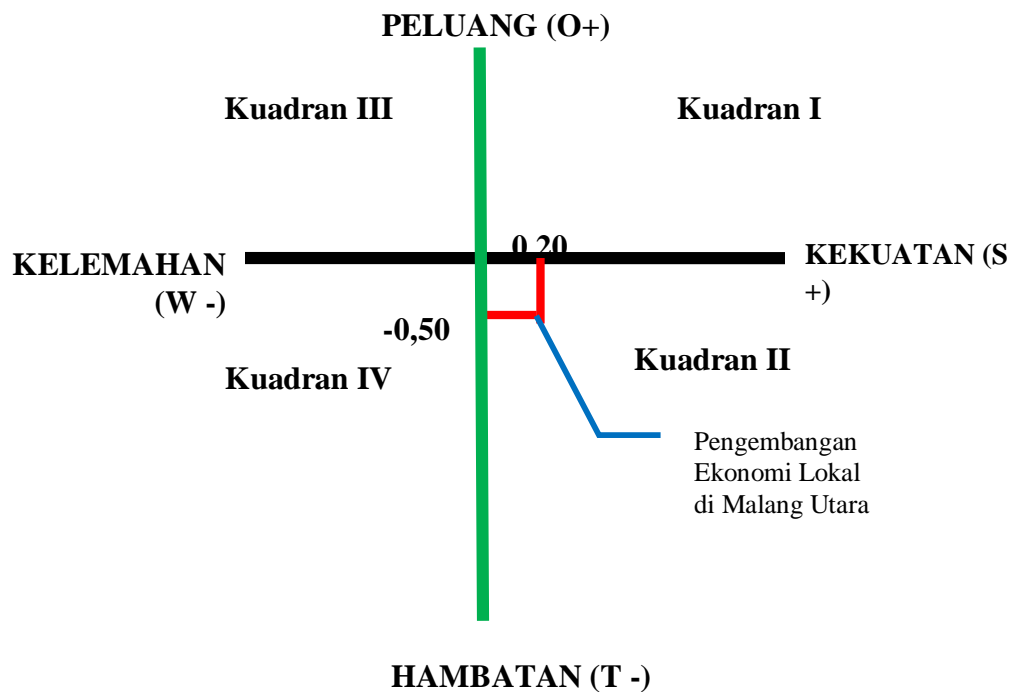 PELUANG (O+)
Kuadran III
Kuadran I
0,20
KELEMAHAN
(W -)
KEKUATAN (S
+)
-0,50
Kuadran IV
Kuadran II
Pengembangan
Ekonomi Lokal
di Malang Utara
HAMBATAN (T -)